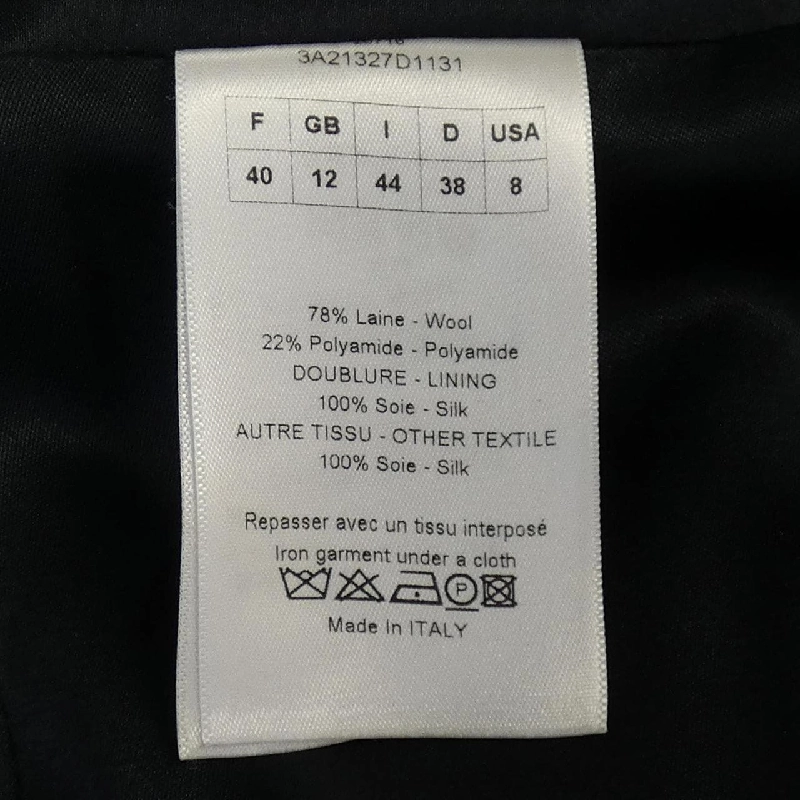 3A21327D1131
F GB I D USA
40 12 44 38 8
78% Laine - Wool
22% Polyamide - Polyamide
DOUBLURE - LINING
100% Soie - Silk
AUTRE TISSU - OTHER TEXTILE
100% Soie - Silk
Repasser avec un tissu interposé
Iron garment under a cloth
P
Made In ITALY